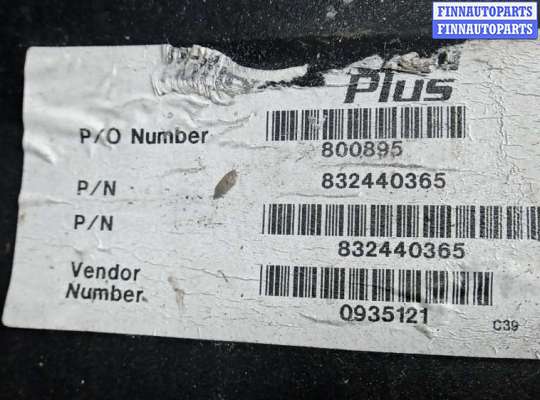 FINNAUTOPARTS
FINNAUTOPARTS
Plus
P/O Number 800895
P/N 832440365
P/N 832440365
Vendor Number 0935121
C39